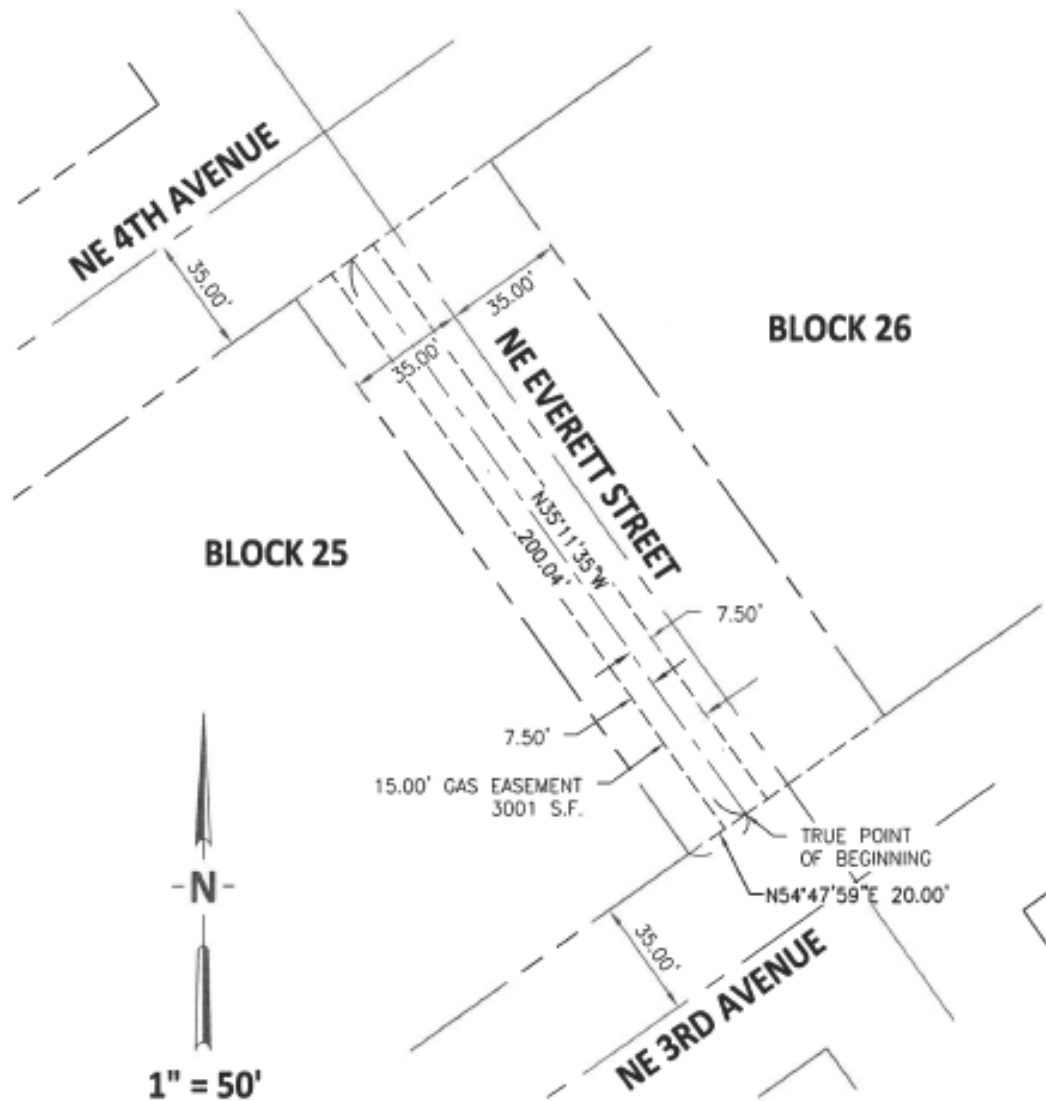 NE 4TH AVENUE
35.00'
35.00'
35.00'
BLOCK 26
NE EVERETT STREET
N35°11'35"W
200.04'
BLOCK 25
7.50'
7.50'
15.00' GAS EASEMENT
3001 S.F.
TRUE POINT
OF BEGINNING
N54°47'59"E 20.00'
35.00'
NE 3RD AVENUE
N
1" = 50'